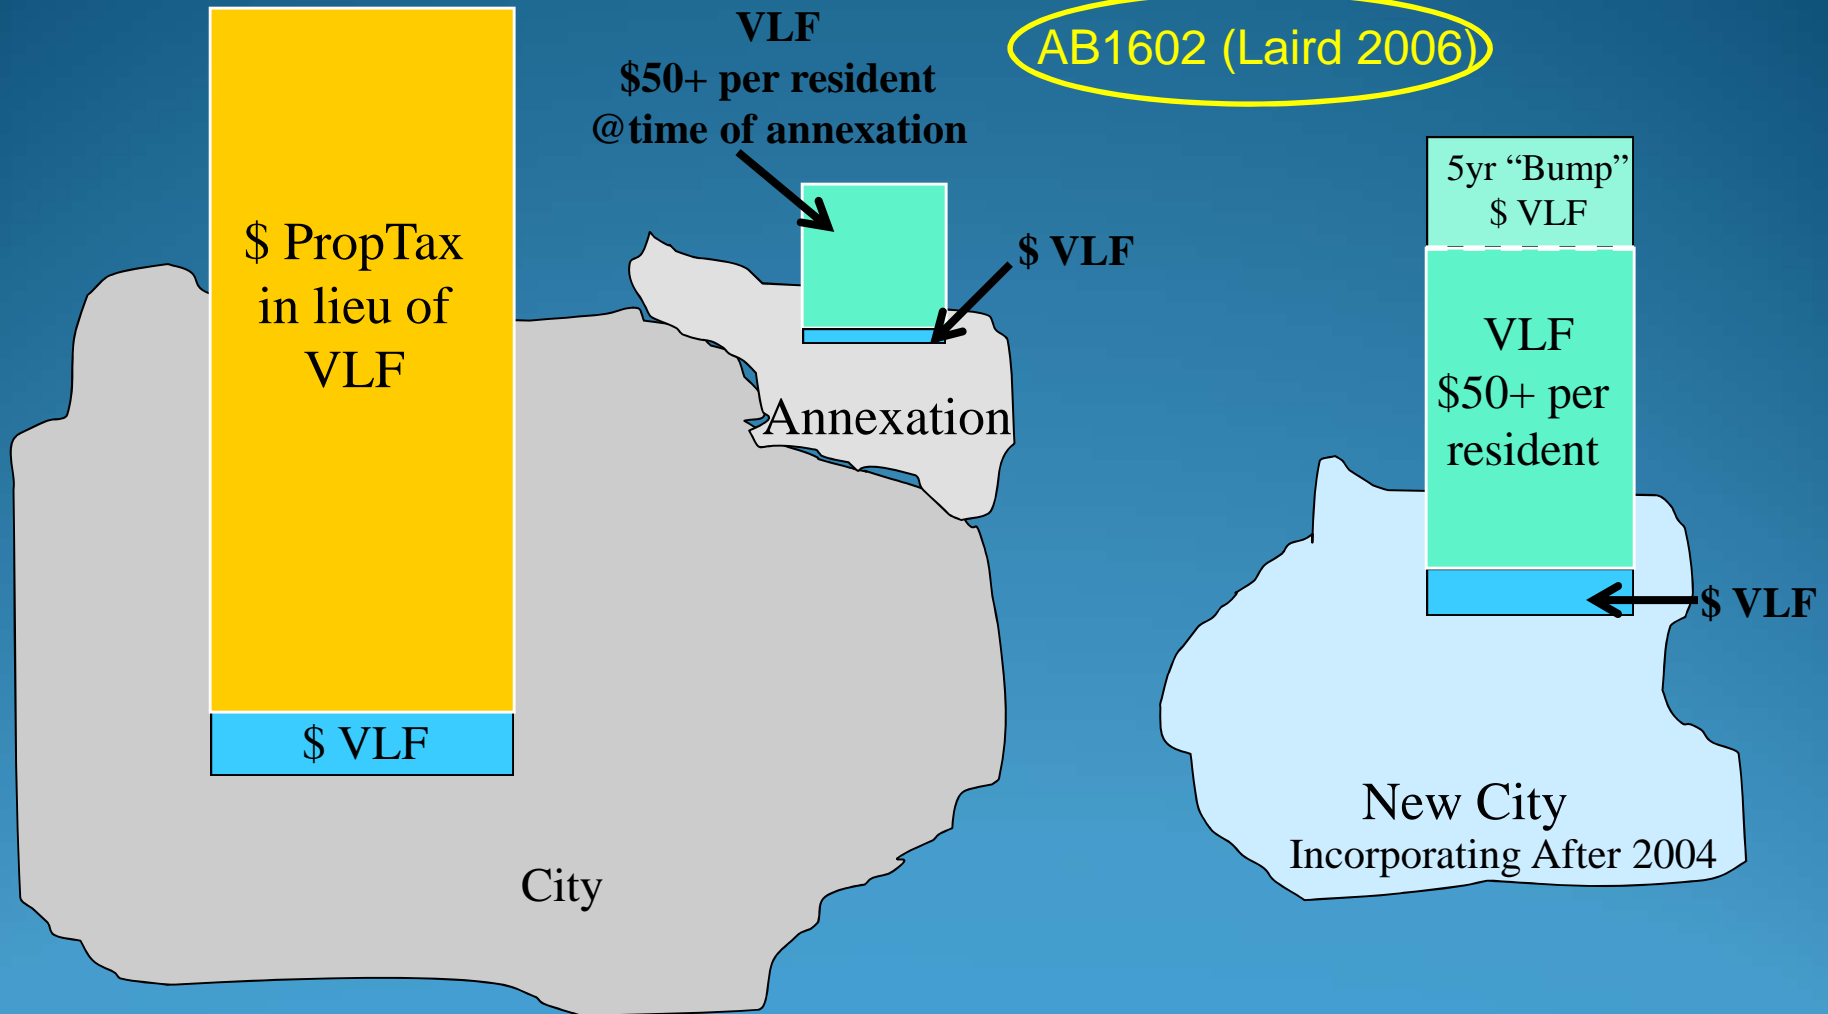 VLF
$50+ per resident
@time of annexation
AB1602 (Laird 2006)
$ PropTax
in lieu of
VLF
$ VLF
City
$ VLF
Annexation
5yr “Bump”
$ VLF
VLF
$50+ per
resident
$ VLF
New City
Incorporating After 2004